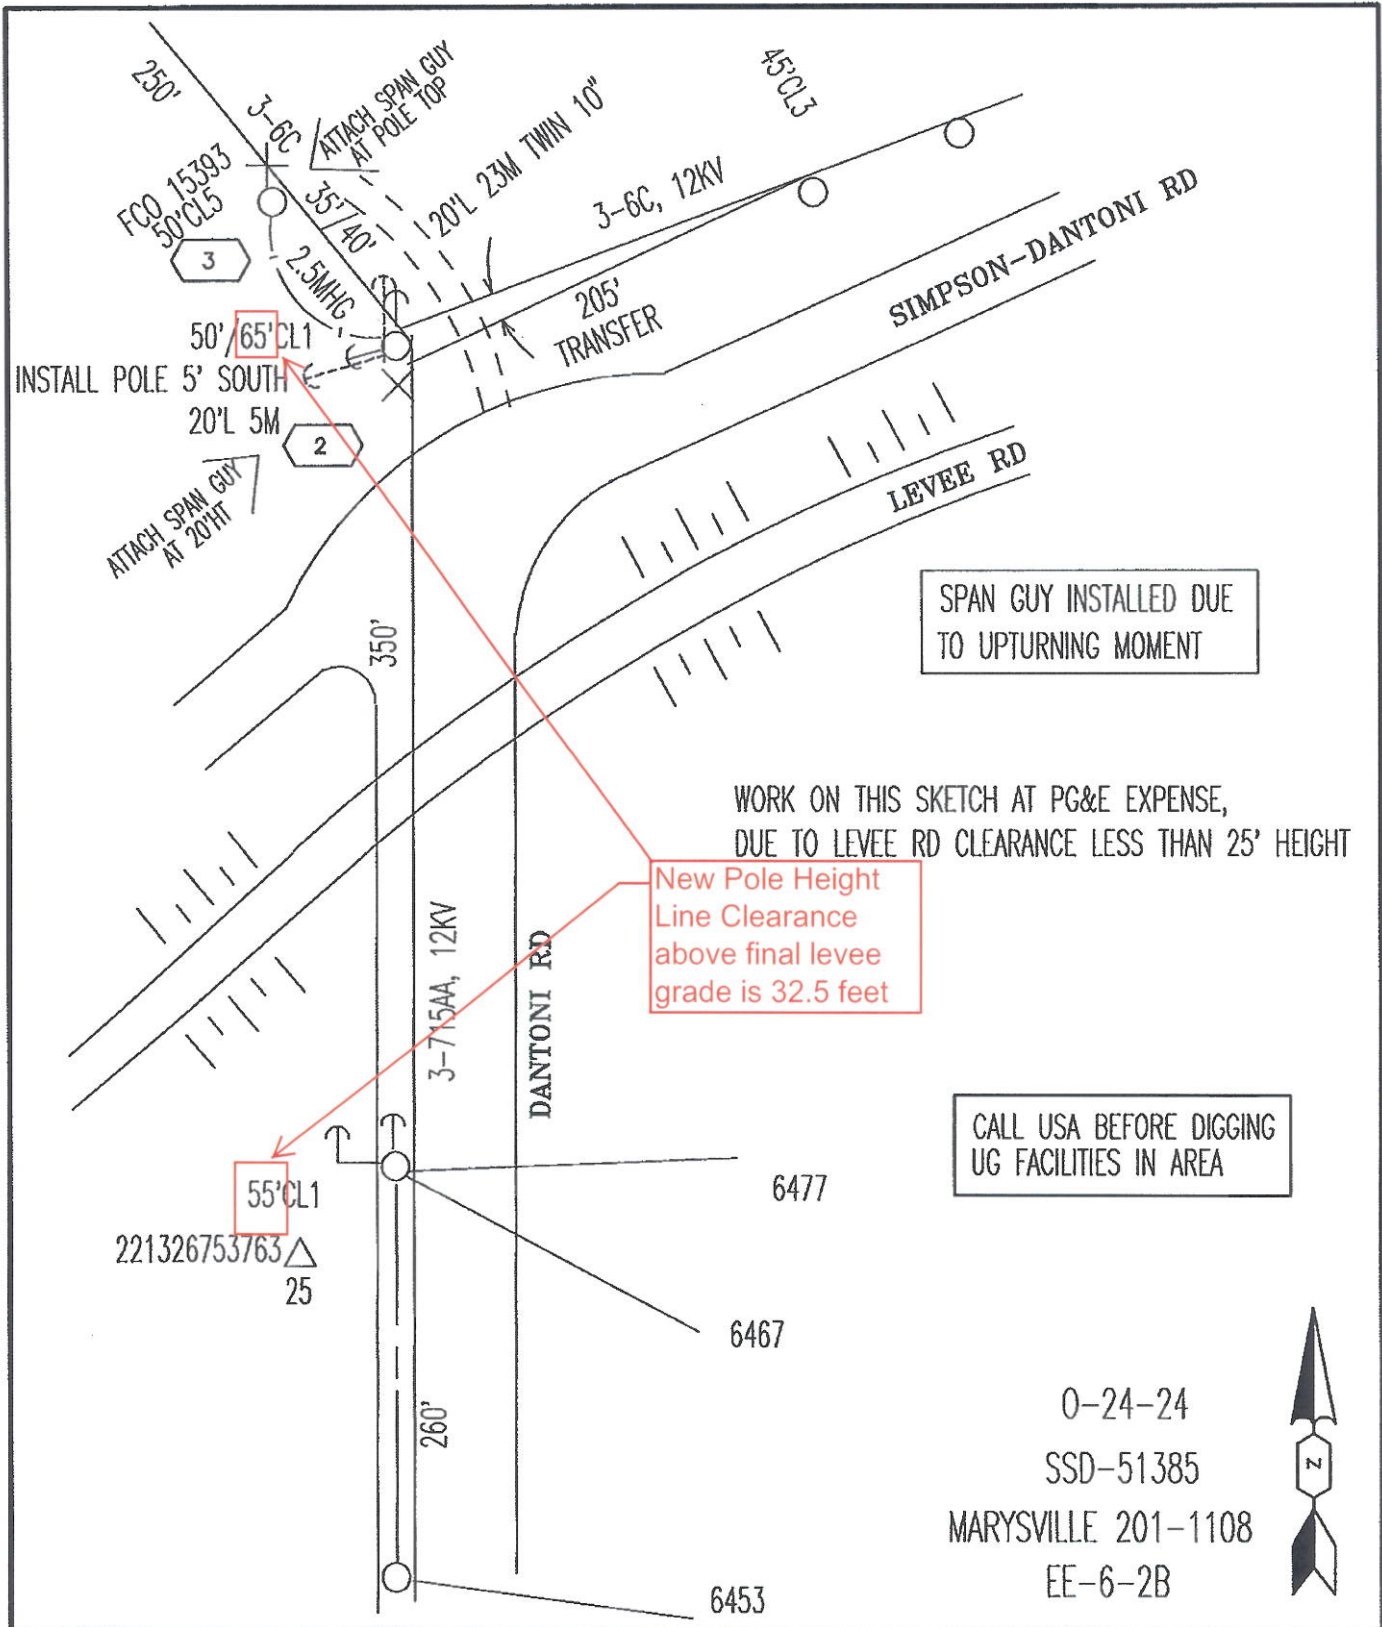 250'
3-6C
ATTACH SPAN GUY
AT POLE TOP
45'CL3
FCO 15393
50'CL5
3
35'/40'
20'L 23M TWIN 10"
3-6C, 12KV
2.5MHG
205'
TRANSFER
SIMPSON-DANTONI RD
50'/65'CL1
INSTALL POLE 5' SOUTH
20'L 5M
2
ATTACH SPAN GUY
AT 20'HT
LEVEE RD
350'
SPAN GUY INSTALLED DUE
TO UPTURNING MOMENT
WORK ON THIS SKETCH AT PG&E EXPENSE,
DUE TO LEVEE RD CLEARANCE LESS THAN 25' HEIGHT
New Pole Height
Line Clearance
above final levee
grade is 32.5 feet
3-715AA, 12KV
DANTONI RD
CALL USA BEFORE DIGGING
UG FACILITIES IN AREA
55'CL1
6477
221326753763
25
6467
260'
6453
O-24-24
SSD-51385
MARYSVILLE 201-1108
EE-6-2B
N